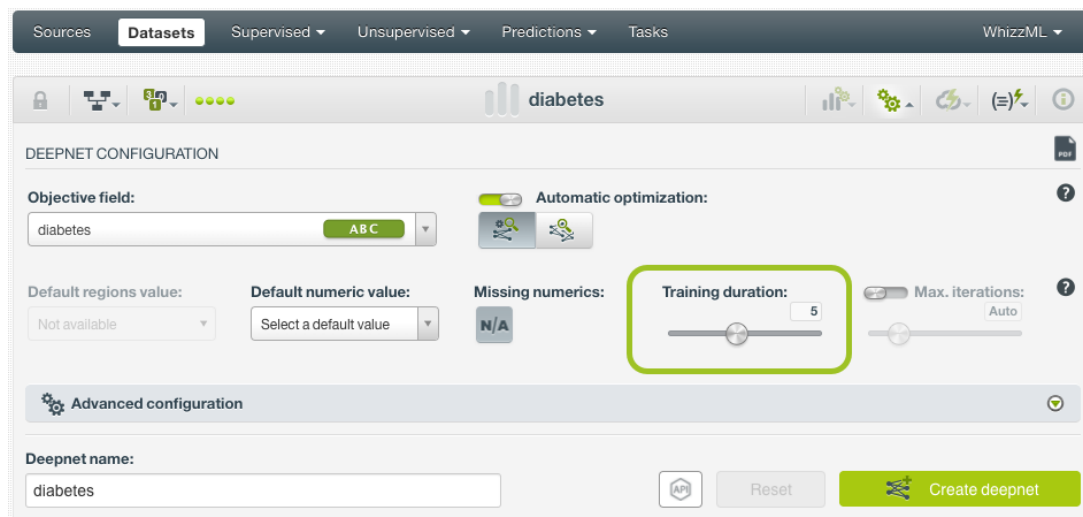 Sources Datasets Supervised Unsupervised Predictions Tasks WhizzML
diabetes
DEEPNET CONFIGURATION
PDF
Objective field:
Automatic optimization:
diabetes ABC
Default regions value: Default numeric value: Missing numerics: Training duration: Max. iterations:
5 Auto
Not available Select a default value N/A
Advanced configuration
Deepnet name:
diabetes
API Reset Create deepnet